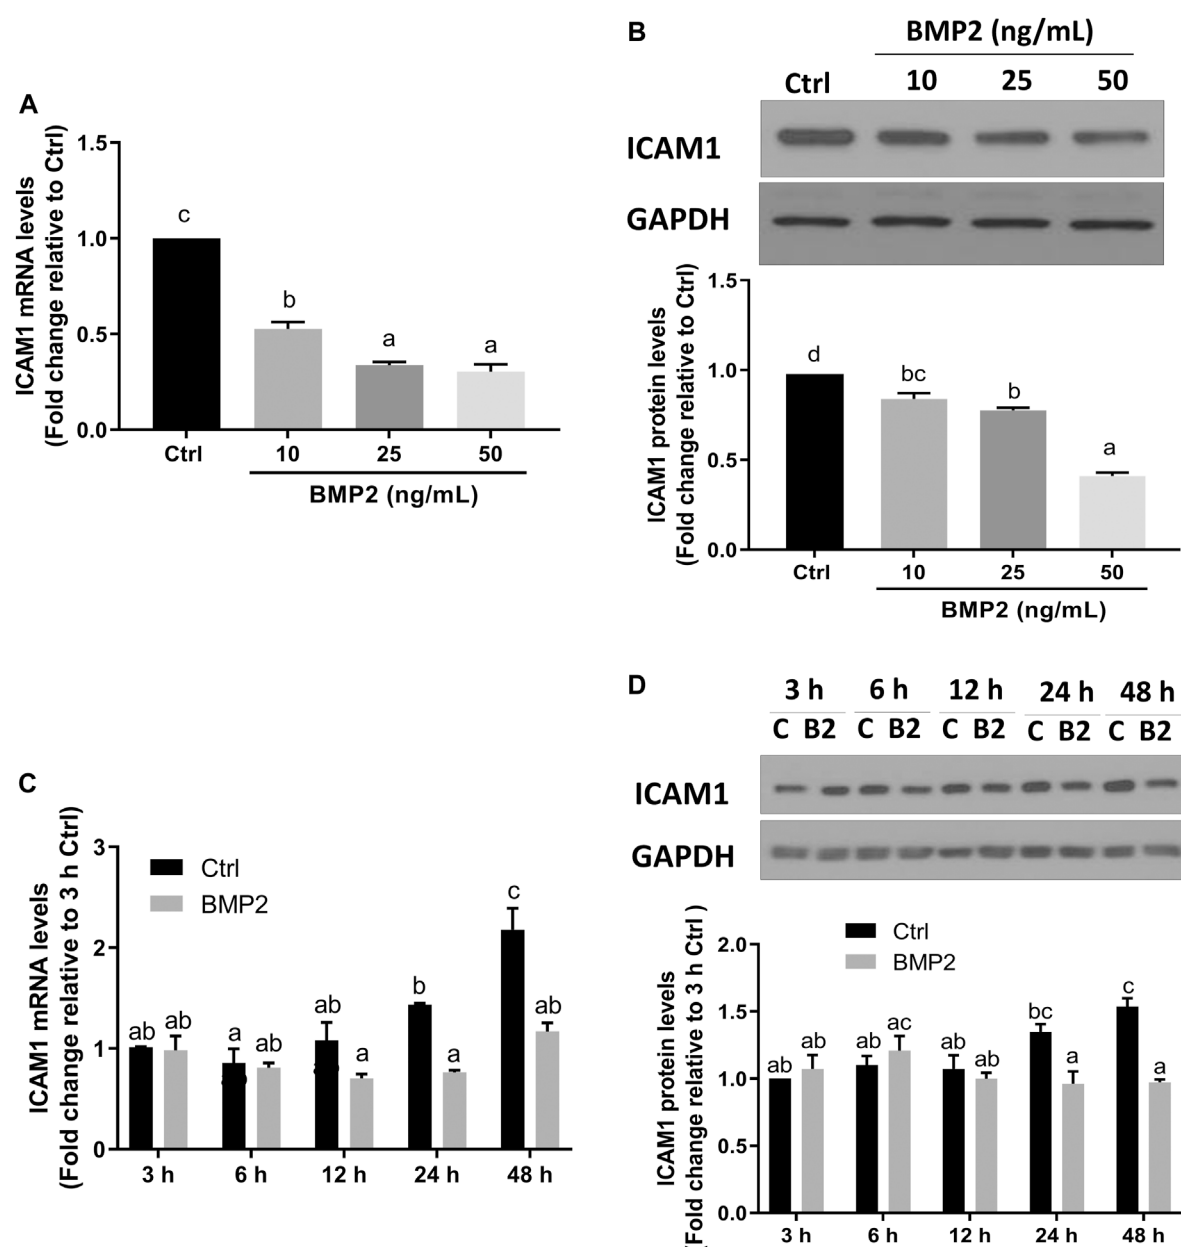 A
ICAM1 mRNA levels
(Fold change relative to Ctrl)
1.5
1.0
0.5
0.0
c
b
a
a
Ctrl
10
25
50
BMP2 (ng/mL)
B
BMP2 (ng/mL)
Ctrl
10
25
50
ICAM1
GAPDH
ICAM1 protein levels
(Fold change relative to Ctrl)
1.5
1.0
0.5
0.0
d
bc
b
a
Ctrl
10
25
50
BMP2 (ng/mL)
C
ICAM1 mRNA levels
(Fold change relative to 3 h Ctrl)
3
2
1
0
Ctrl
BMP2
ab
ab
a
ab
ab
a
b
a
c
ab
3 h
6 h
12 h
24 h
48 h
D
3 h
6 h
12 h
24 h
48 h
C B2
C B2
C B2
C B2
C B2
ICAM1
GAPDH
ICAM1 protein levels
(Fold change relative to 3 h Ctrl )
2.0
1.5
1.0
0.5
0.0
Ctrl
BMP2
ab
ab
ab
ac
ab
ab
bc
a
c
a
3 h
6 h
12 h
24 h
48 h